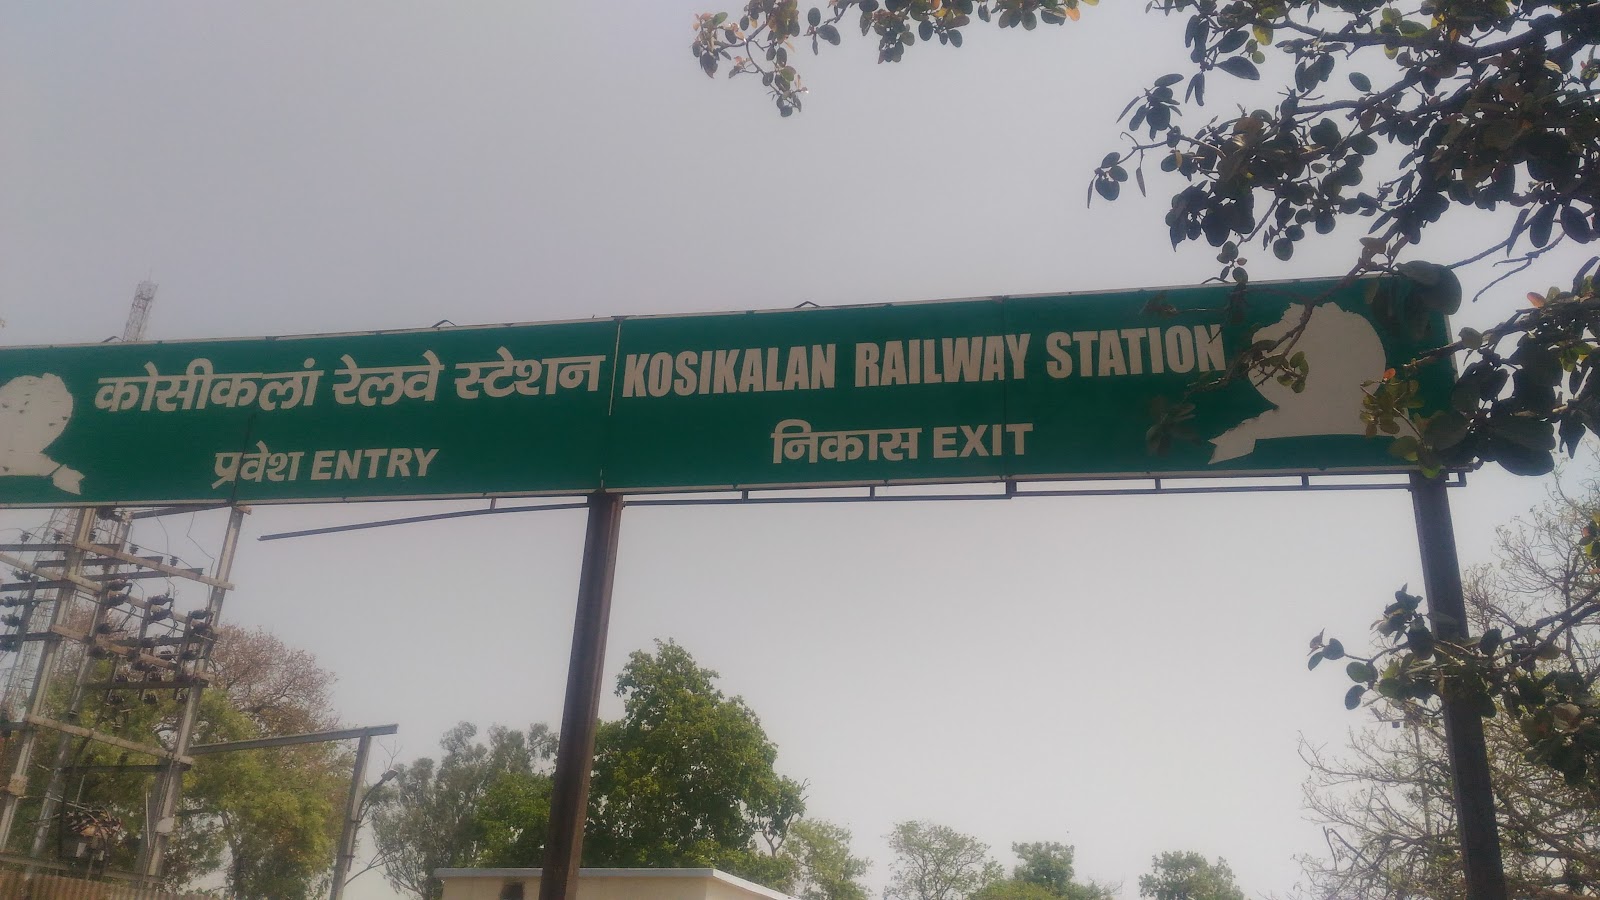 कोसीकलां रेलवे स्टेशन KOSIKALAN RAILWAY STATION
प्रवेश ENTRY
निकास EXIT